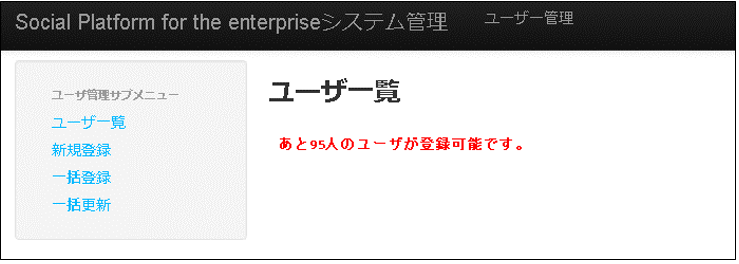 Social Platform for the enterpriseシステム管理 ユーザー管理
ユーザ管理サブメニュー
ユーザ一覧
新規登録
一括登録
一括更新
ユーザ一覧
あと95人のユーザが登録可能です。